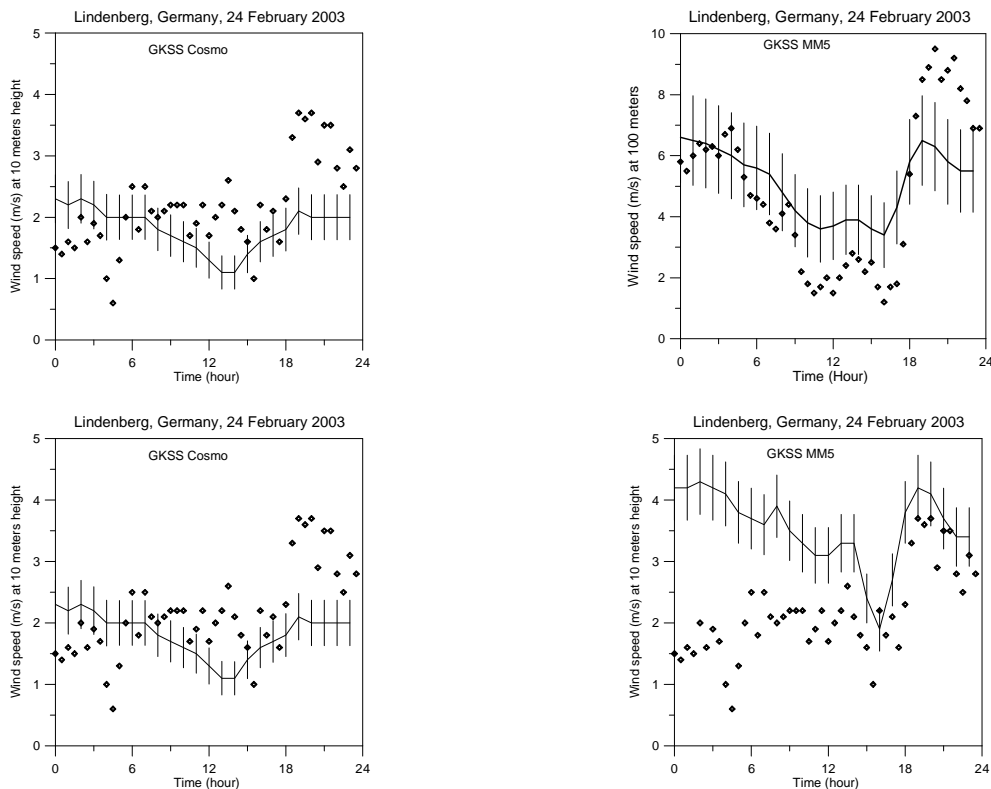 Lindenberg, Germany, 24 February 2003
GKSS Cosmo
Wind speed (m/s) at 10 meters height
5
4
3
2
1
0
0 6 12 18 24
Time (hour)
Lindenberg, Germany, 24 February 2003
GKSS MM5
Wind speed (m/s) at 100 meters
10
8
6
4
2
0
0 6 12 18 24
Time (Hour)
Lindenberg, Germany, 24 February 2003
GKSS Cosmo
Wind speed (m/s) at 10 meters height
5
4
3
2
1
0
0 6 12 18 24
Time (hour)
Lindenberg, Germany, 24 February 2003
GKSS MM5
Wind speed (m/s) at 10 meters height
5
4
3
2
1
0
0 6 12 18 24
Time (hour)